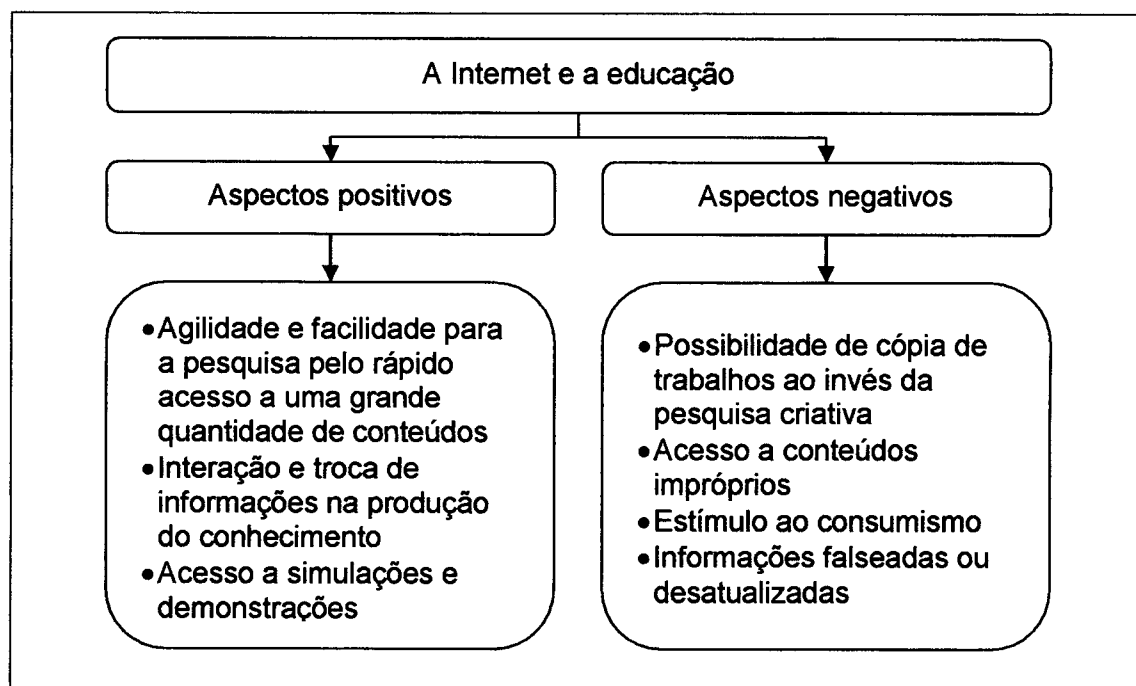 A Internet e a educação
Aspectos positivos
Aspectos negativos
•Agilidade e facilidade para
a pesquisa pelo rápido
acesso a uma grande
quantidade de conteúdos
•Interação e troca de
informações na produção
do conhecimento
•Acesso a simulações e
demonstrações
•Possibilidade de cópia de
trabalhos ao invés da
pesquisa criativa
•Acesso a conteúdos
impróprios
•Estímulo ao consumismo
•Informações falseadas ou
desatualizadas